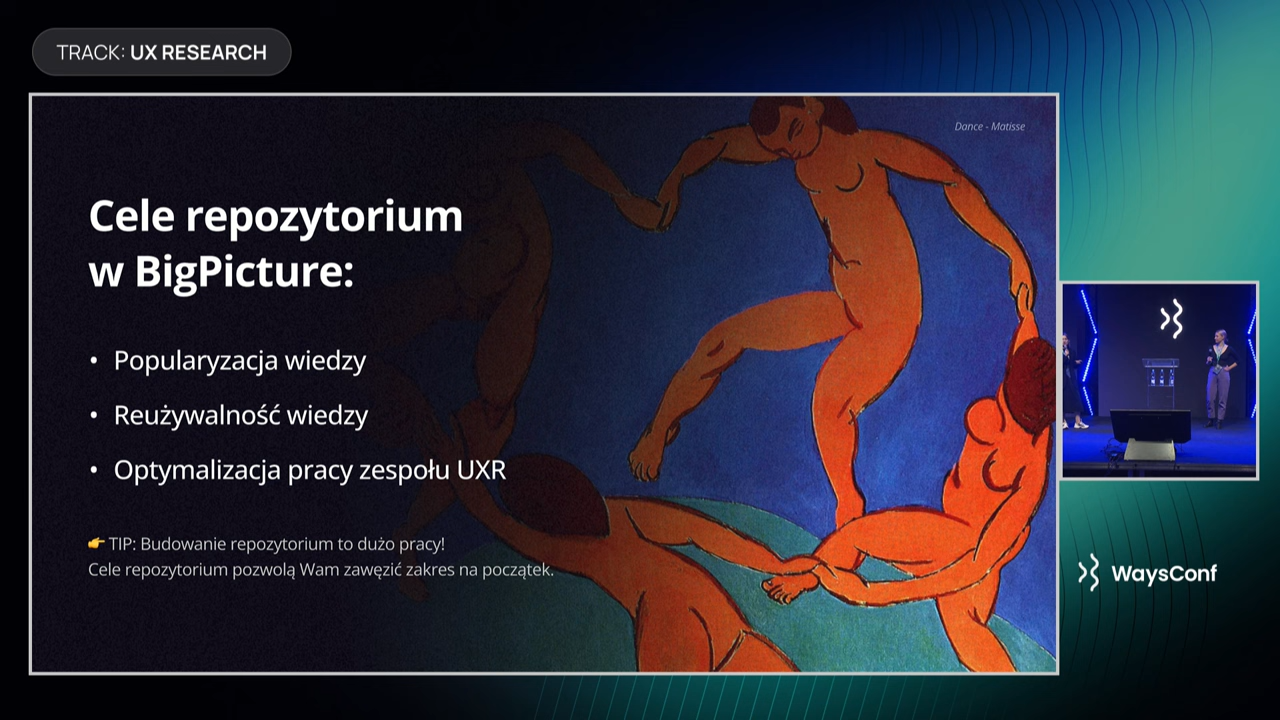 TRACK: UX RESEARCH
Dance - Matisse
Cele repozytorium
w BigPicture:
• Popularyzacja wiedzy
• Reużywalność wiedzy
• Optymalizacja pracy zespołu UXR
👉 TIP: Budowanie repozytorium to dużo pracy!
Cele repozytorium pozwolą Wam zawęzić zakres na początek.
WaysConf